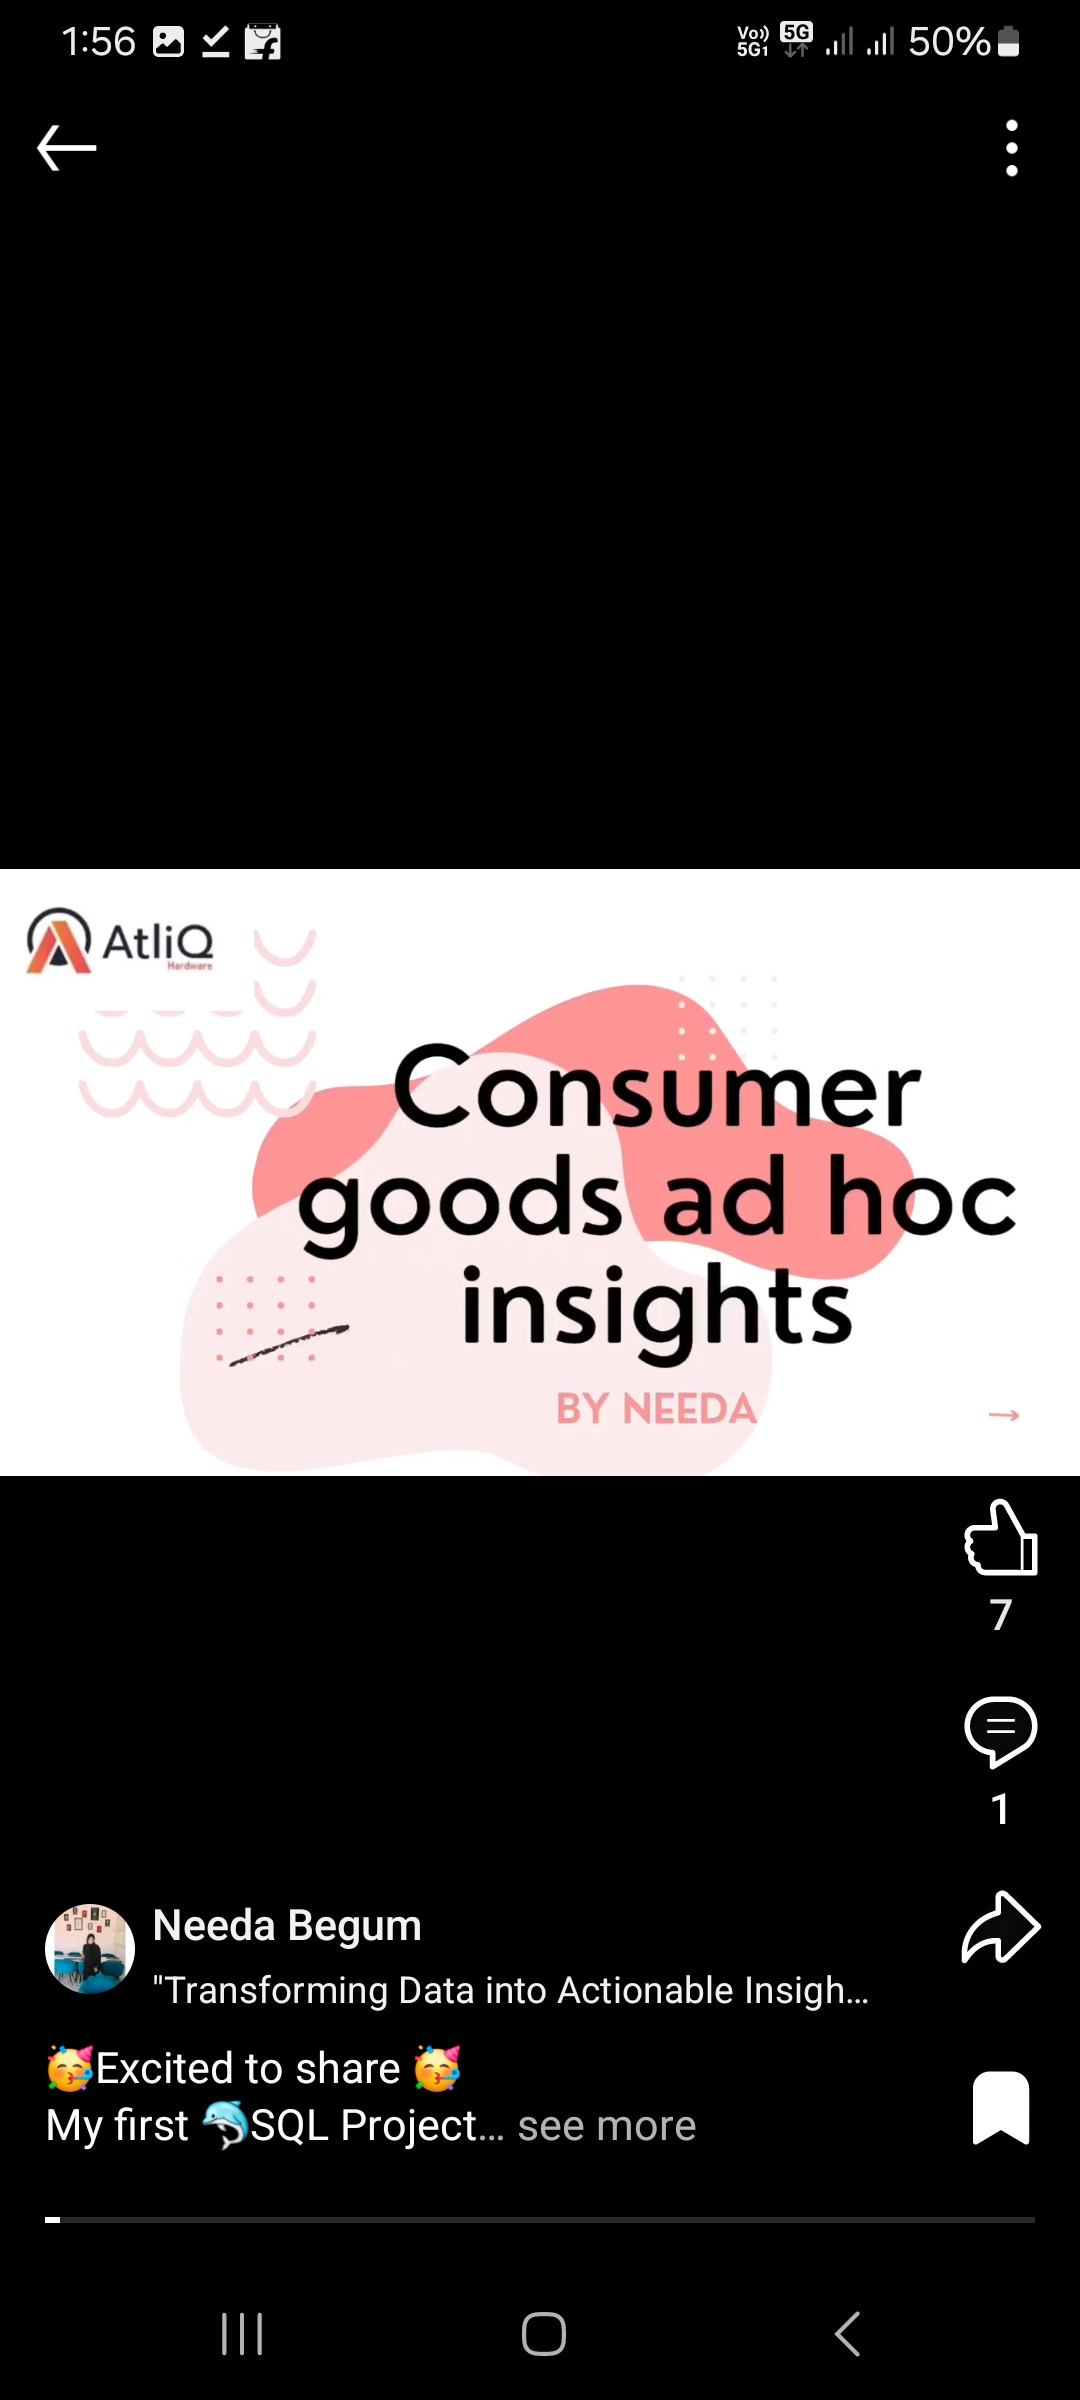 1:56
Vo)) 5G1 5G 50%
AtliQ
Hardware
Consumer
goods ad hoc
insights
BY NEEDA
7
1
Needa Begum
"Transforming Data into Actionable Insigh...
🥳Excited to share 🥳
My first 🐬SQL Project... see more